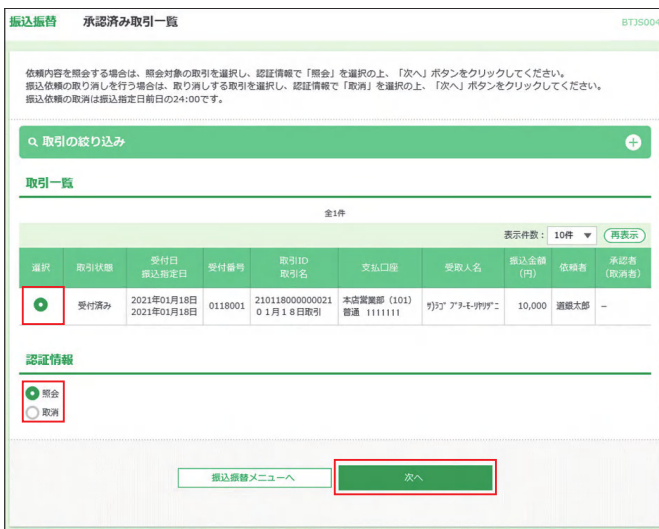 振込振替 承認済み取引一覧 BTJS004
依頼内容を照会する場合は、照会対象の取引を選択し、認証情報で「照会」を選択の上、「次へ」ボタンをクリックしてください。
振込依頼の取り消しを行う場合は、取り消しする取引を選択し、認証情報で「取消」を選択の上、「次へ」ボタンをクリックしてください。
振込依頼の取消は振込指定日前日の24:00です。
取引の絞り込み
取引一覧
全1件
表示件数： 10件 再表示
選択 取引状態 受付日 振込指定日 受付番号 取引ID 取引名 支払口座 受取人名 振込金額 (円) 依頼者 承認者 (取消者)
受付済み 2021年01月18日 0118001 210118000000021 本店営業部 (101) 10,000 道銀太郎 －
2021年01月18日 01月18日取引 普通 1111111
認証情報
照会
取消
振込振替メニューへ 次へ